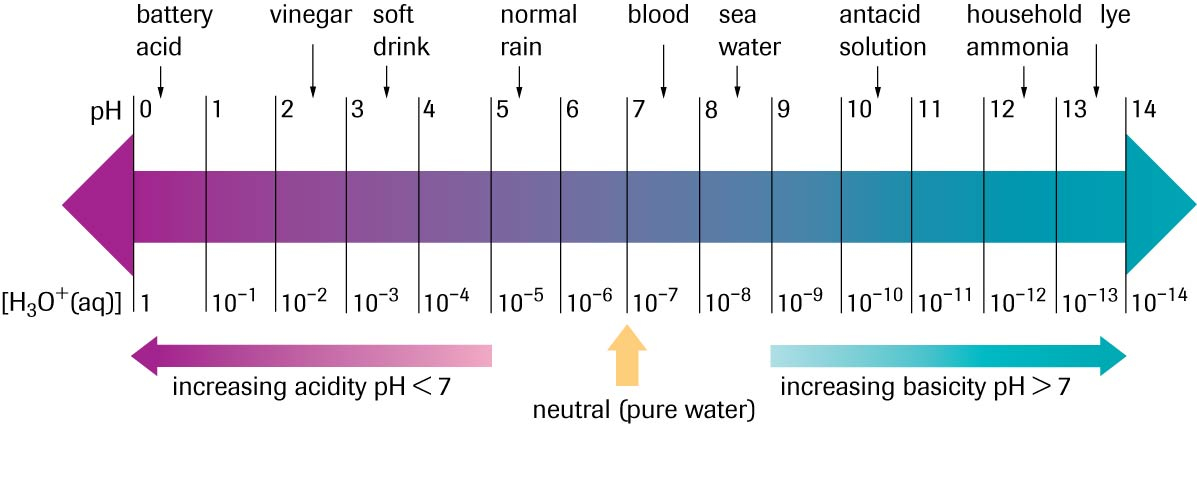 battery acid
vinegar
soft drink
normal rain
blood
sea water
antacid solution
household ammonia
lye
pH 0 1 2 3 4 5 6 7 8 9 10 11 12 13 14
[H₃O⁺(aq)] 1 10⁻¹ 10⁻² 10⁻³ 10⁻⁴ 10⁻⁵ 10⁻⁶ 10⁻⁷ 10⁻⁸ 10⁻⁹ 10⁻¹⁰ 10⁻¹¹ 10⁻¹² 10⁻¹³ 10⁻¹⁴
increasing acidity pH < 7
neutral (pure water)
increasing basicity pH > 7